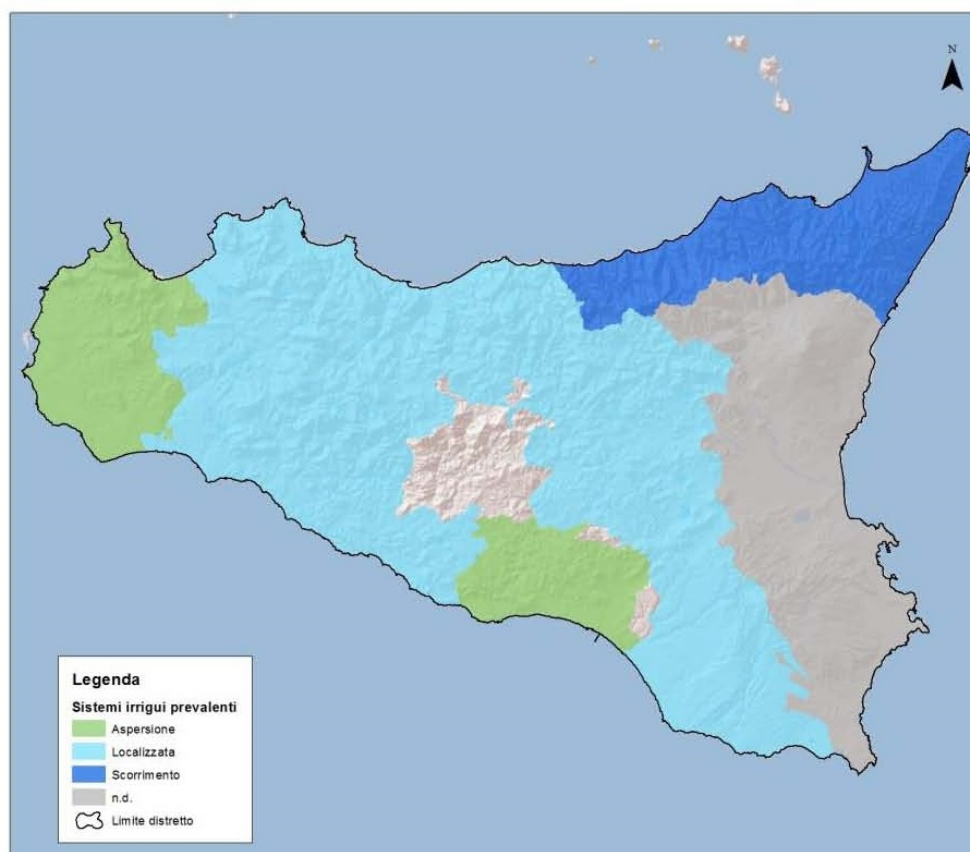 N
Legenda
Sistemi irrigui prevalenti
Aspersione
Localizzata
Scorrimento
n.d.
Limite distretto